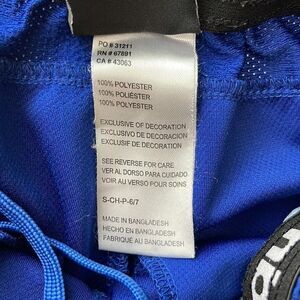 PO # 31211
RN # 67891
CA # 43063
100% POLYESTER
100% POLIÉSTER
100% POLYESTER
EXCLUSIVE OF DECORATION
EXCLUSIVO DE DECORACIÓN
EXCLUSIF DE DECORATION
SEE REVERSE FOR CARE
VER AL DORSO PARA CUIDADO
VOIR AU VERSO POUR SOINS
S-CH-P-6/7
MADE IN BANGLADESH
HECHO EN BANGLADESH
FABRIQUE AU BANGLADESH